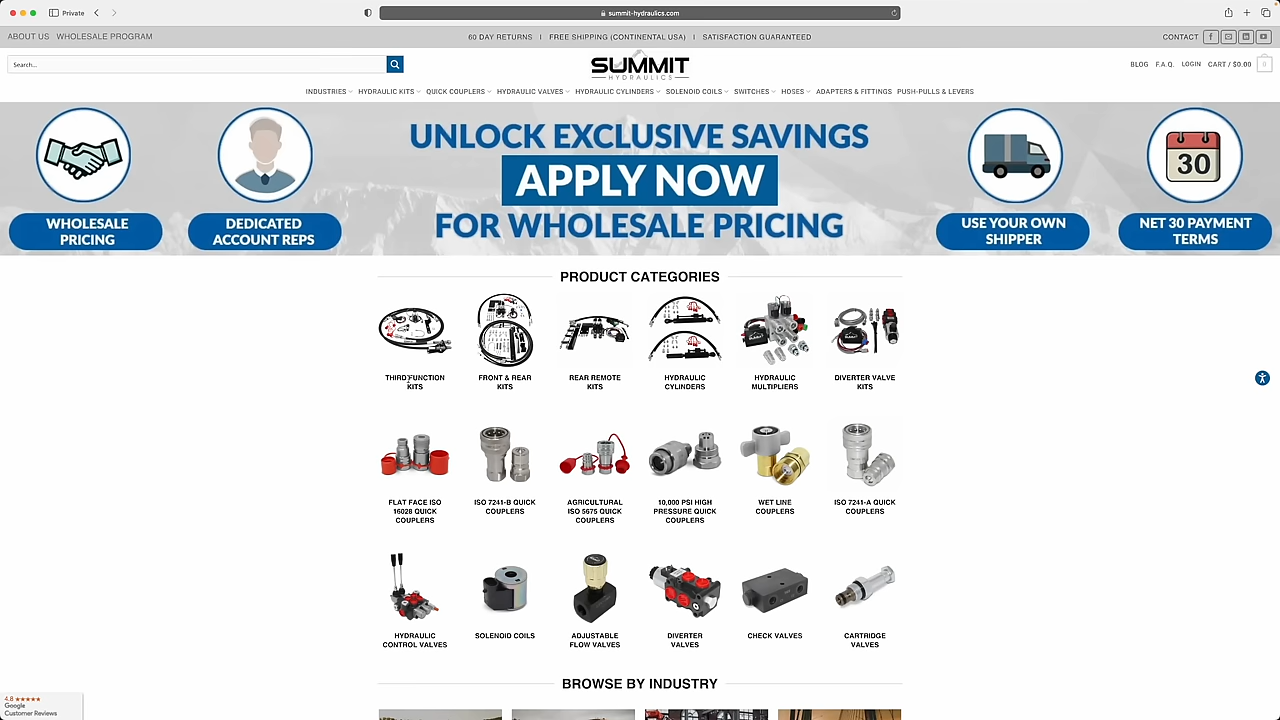 Private
summit-hydraulics.com
ABOUT US WHOLESALE PROGRAM
60 DAY RETURNS I FREE SHIPPING (CONTINENTAL USA) I SATISFACTION GUARANTEED
CONTACT
Search...
SUMMIT
HYDRAULICS
BLOG F.A.Q. LOGIN CART / $0.00 0
INDUSTRIES HYDRAULIC KITS QUICK COUPLERS HYDRAULIC VALVES HYDRAULIC CYLINDERS SOLENOID COILS SWITCHES HOSES ADAPTERS & FITTINGS PUSH-PULLS & LEVERS
UNLOCK EXCLUSIVE SAVINGS
APPLY NOW
FOR WHOLESALE PRICING
WHOLESALE
PRICING
DEDICATED
ACCOUNT REPS
USE YOUR OWN
SHIPPER
30
NET 30 PAYMENT
TERMS
PRODUCT CATEGORIES
THIRD FUNCTION
KITS
FRONT & REAR
KITS
REAR REMOTE
KITS
HYDRAULIC
CYLINDERS
HYDRAULIC
MULTIPLIERS
DIVERTER VALVE
KITS
FLAT FACE ISO
16028 QUICK
COUPLERS
ISO 7241-B QUICK
COUPLERS
AGRICULTURAL
ISO 5675 QUICK
COUPLERS
10,000 PSI HIGH
PRESSURE QUICK
COUPLERS
WET LINE
COUPLERS
ISO 7241-A QUICK
COUPLERS
HYDRAULIC
CONTROL VALVES
SOLENOID COILS
ADJUSTABLE
FLOW VALVES
DIVERTER
VALVES
CHECK VALVES
CARTRIDGE
VALVES
BROWSE BY INDUSTRY
4.8 ★★★★★
Google
Customer Reviews